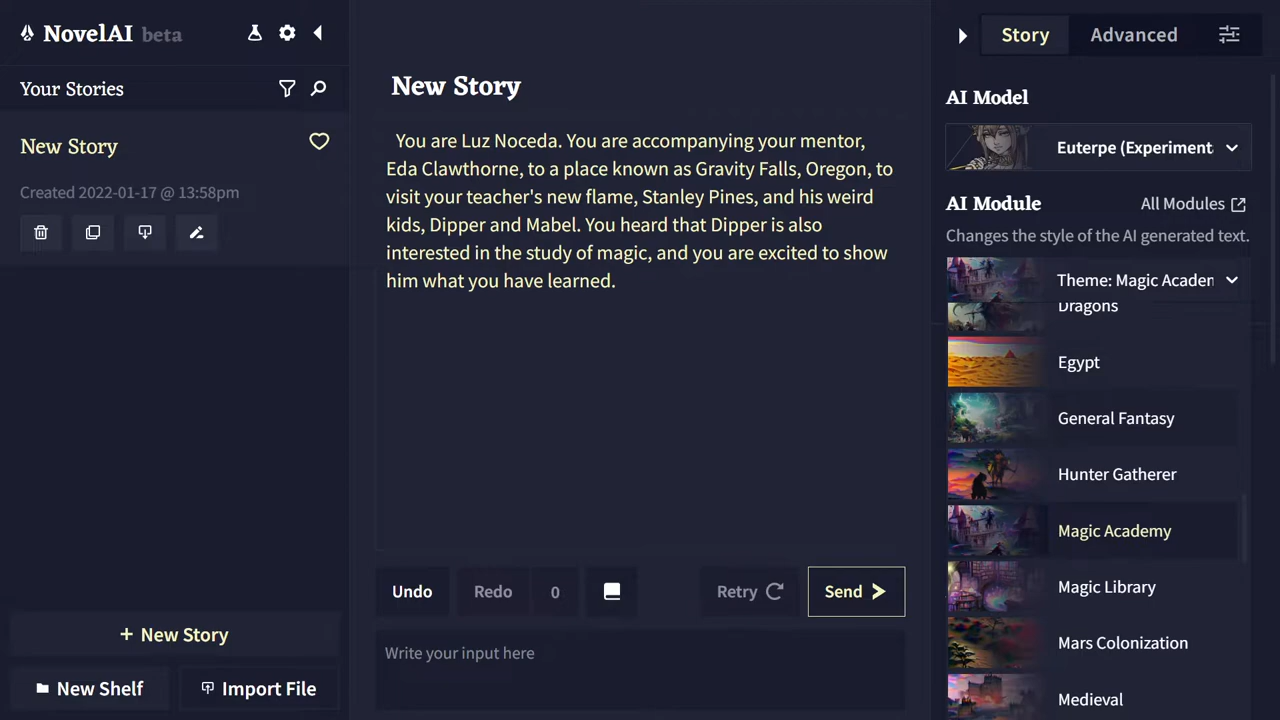 NovelAI beta
Your Stories
New Story
Created 2022-01-17 @ 13:58pm
+ New Story
New Shelf
Import File
New Story
You are Luz Noceda. You are accompanying your mentor,
Eda Clawthorne, to a place known as Gravity Falls, Oregon, to
visit your teacher's new flame, Stanley Pines, and his weird
kids, Dipper and Mabel. You heard that Dipper is also
interested in the study of magic, and you are excited to show
him what you have learned.
Undo
Redo
0
Retry
Send
Write your input here
Story
Advanced
AI Model
Euterpe (Experiment
AI Module
All Modules
Changes the style of the AI generated text.
Theme: Magic Academ
Dragons
Egypt
General Fantasy
Hunter Gatherer
Magic Academy
Magic Library
Mars Colonization
Medieval